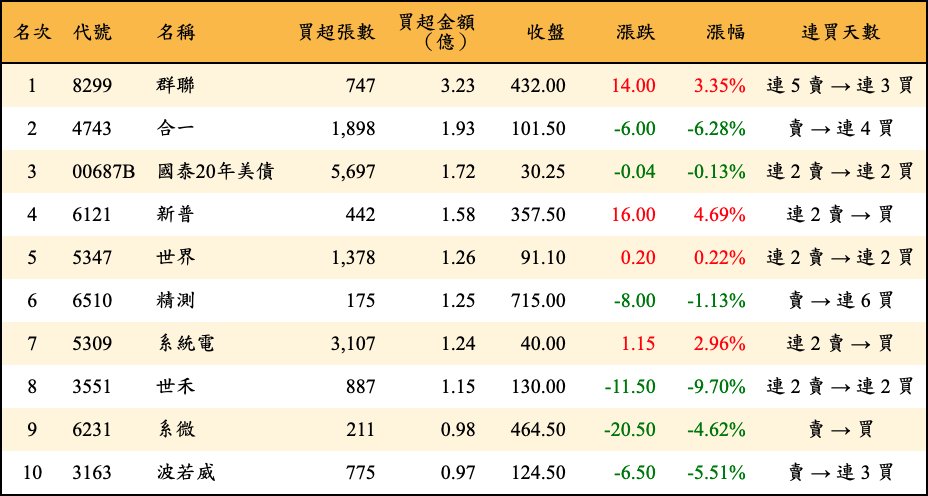 名次 代號 名稱 買超張數 買超金額（億） 收盤 漲跌 漲幅 連買天數
1 8299 群聯 747 3.23 432.00 14.00 3.35% 連 5 賣 → 連 3 買
2 4743 合一 1,898 1.93 101.50 -6.00 -6.28% 賣 → 連 4 買
3 00687B 國泰20年美債 5,697 1.72 30.25 -0.04 -0.13% 連 2 賣 → 連 2 買
4 6121 新普 442 1.58 357.50 16.00 4.69% 連 2 賣 → 買
5 5347 世界 1,378 1.26 91.10 0.20 0.22% 連 2 賣 → 連 2 買
6 6510 精測 175 1.25 715.00 -8.00 -1.13% 賣 → 連 6 買
7 5309 系統電 3,107 1.24 40.00 1.15 2.96% 連 2 賣 → 買
8 3551 世禾 887 1.15 130.00 -11.50 -9.70% 連 2 賣 → 連 2 買
9 6231 系微 211 0.98 464.50 -20.50 -4.62% 賣 → 買
10 3163 波若威 775 0.97 124.50 -6.50 -5.51% 賣 → 連 3 買